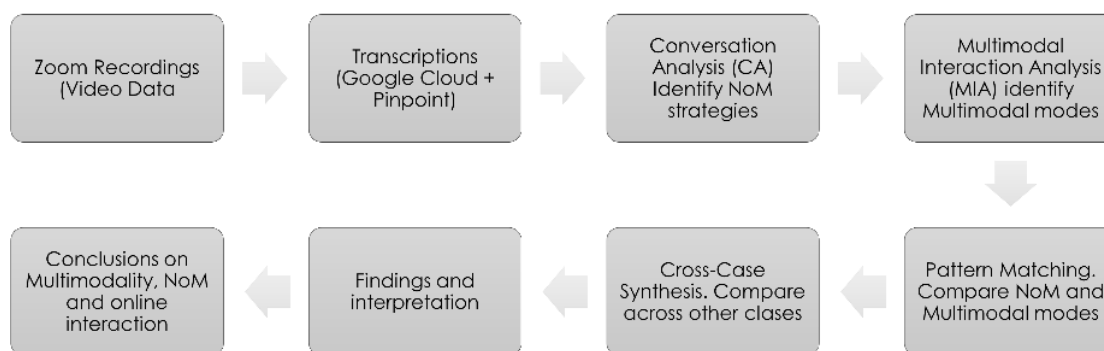 Zoom Recordings
(Video Data
Transcriptions
(Google Cloud +
Pinpoint)
Conversation
Analysis (CA)
Identify NoM
strategies
Multimodal
Interaction Analysis
(MIA) identify
Multimodal modes
Pattern Matching.
Compare NoM and
Multimodal modes
Cross-Case
Synthesis. Compare
across other clases
Findings and
interpretation
Conclusions on
Multimodality, NoM
and online
interaction